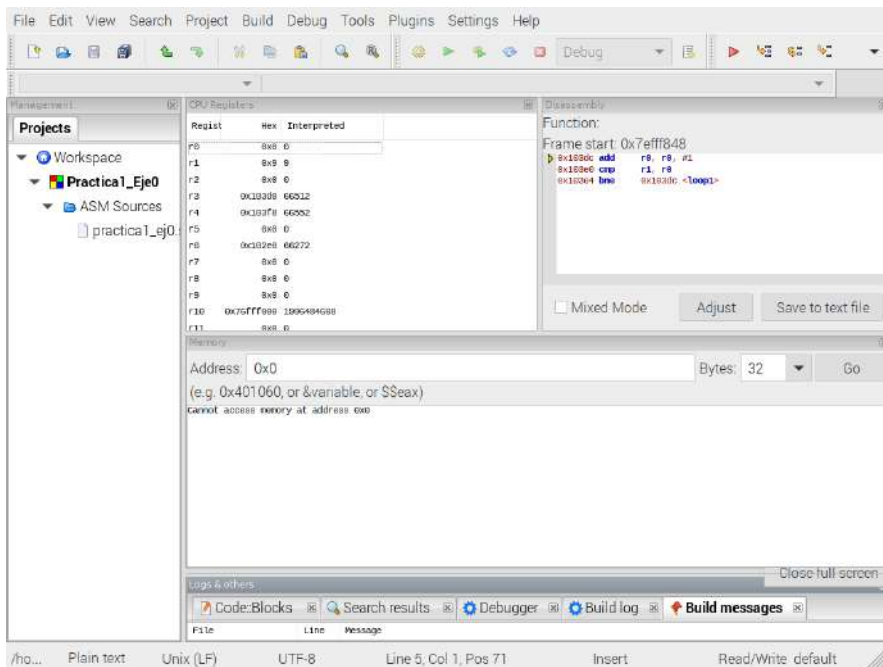 File Edit View Search Project Build Debug Tools Plugins Settings Help
Debug
Management
CPU Registers
Disassembly
Projects
Workspace
Practica1_Eje0
ASM Sources
practica1_ej0.
Regist Hex Interpreted
r0 0x0 0
r1 0x9 9
r2 0x0 0
r3 66512
r4 0x103f8 66552
r5 0x0 0
r6 0x102e0 66272
r7 0x0 0
r8 0x0 0
r9 0x0 0
r10
r11 0x0 0
Function:
Frame start: 0x7efff848
0x103dc add r0, r0, #1
0x103e0 cmp r1, r0
0x103e4 bne 0x103dc <loop1>
Mixed Mode Adjust Save to text file
Memory
Address: 0x0 Bytes: 32 Go
(e.g. 0x401060, or &variable, or $$eax)
Cannot access memory at address 0x0
Close full screen
Logs & others
Code::Blocks Search results Debugger Build log Build messages
File Line Message
/ho... Plain text Unix (LF) UTF-8 Line 5, Col 1, Pos 71 Insert Read/Write default